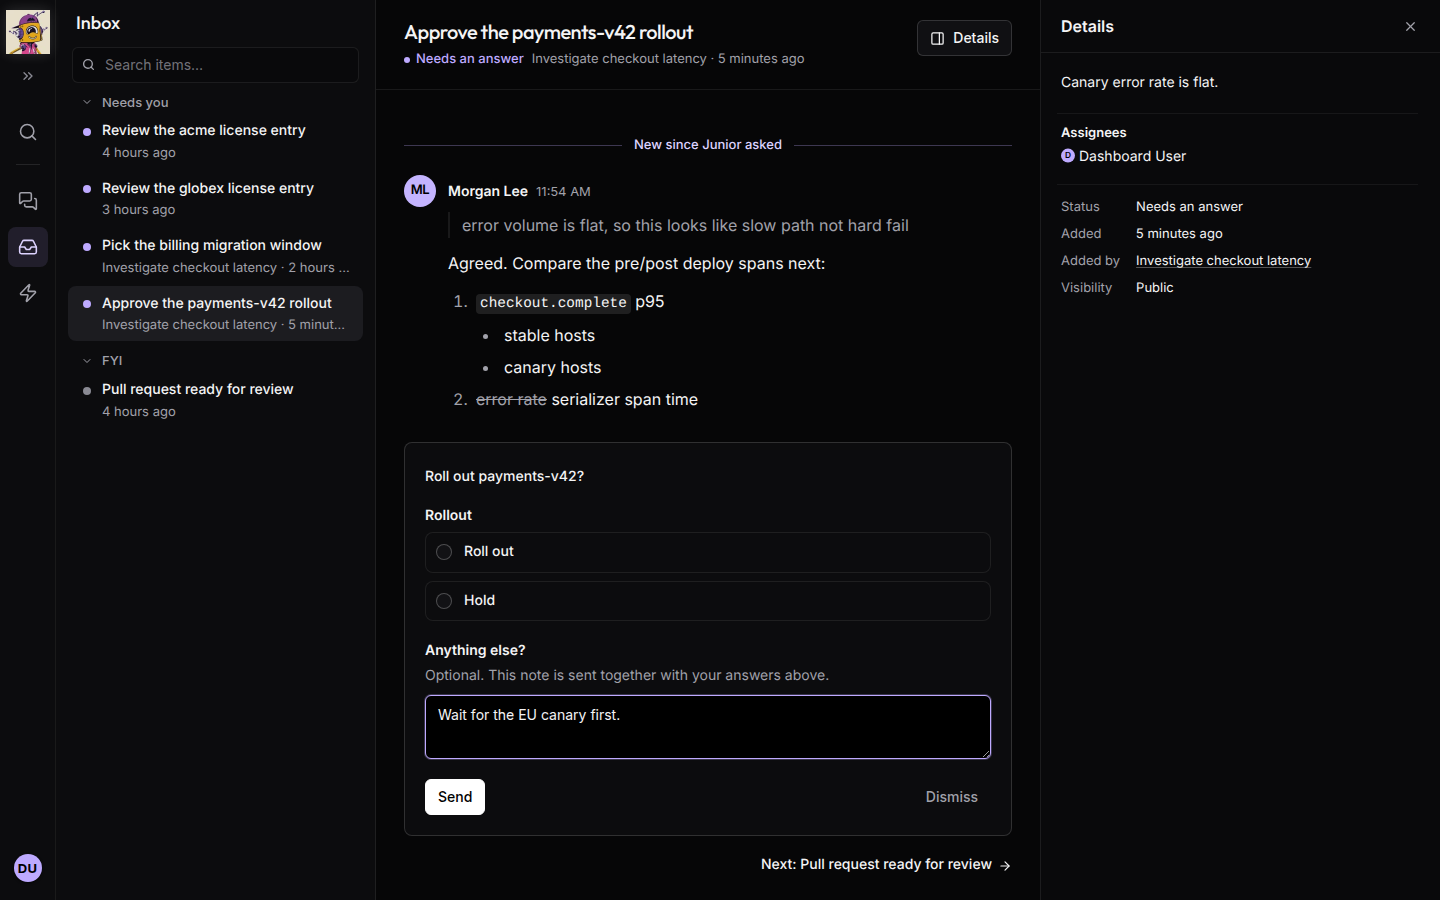 Inbox
Search items...
Needs you
Review the acme license entry
4 hours ago
Review the globex license entry
3 hours ago
Pick the billing migration window
Investigate checkout latency · 2 hours ...
Approve the payments-v42 rollout
Investigate checkout latency · 5 minut...
FYI
Pull request ready for review
4 hours ago
DU
Approve the payments-v42 rollout
Needs an answer Investigate checkout latency · 5 minutes ago
Details
New since Junior asked
ML
Morgan Lee 11:54 AM
error volume is flat, so this looks like slow path not hard fail
Agreed. Compare the pre/post deploy spans next:
1. checkout.complete p95
• stable hosts
• canary hosts
2. error rate serializer span time
Roll out payments-v42?
Rollout
Roll out
Hold
Anything else?
Optional. This note is sent together with your answers above.
Wait for the EU canary first.
Send
Dismiss
Next: Pull request ready for review →
Details
Canary error rate is flat.
Assignees
D Dashboard User
Status Needs an answer
Added 5 minutes ago
Added by Investigate checkout latency
Visibility Public